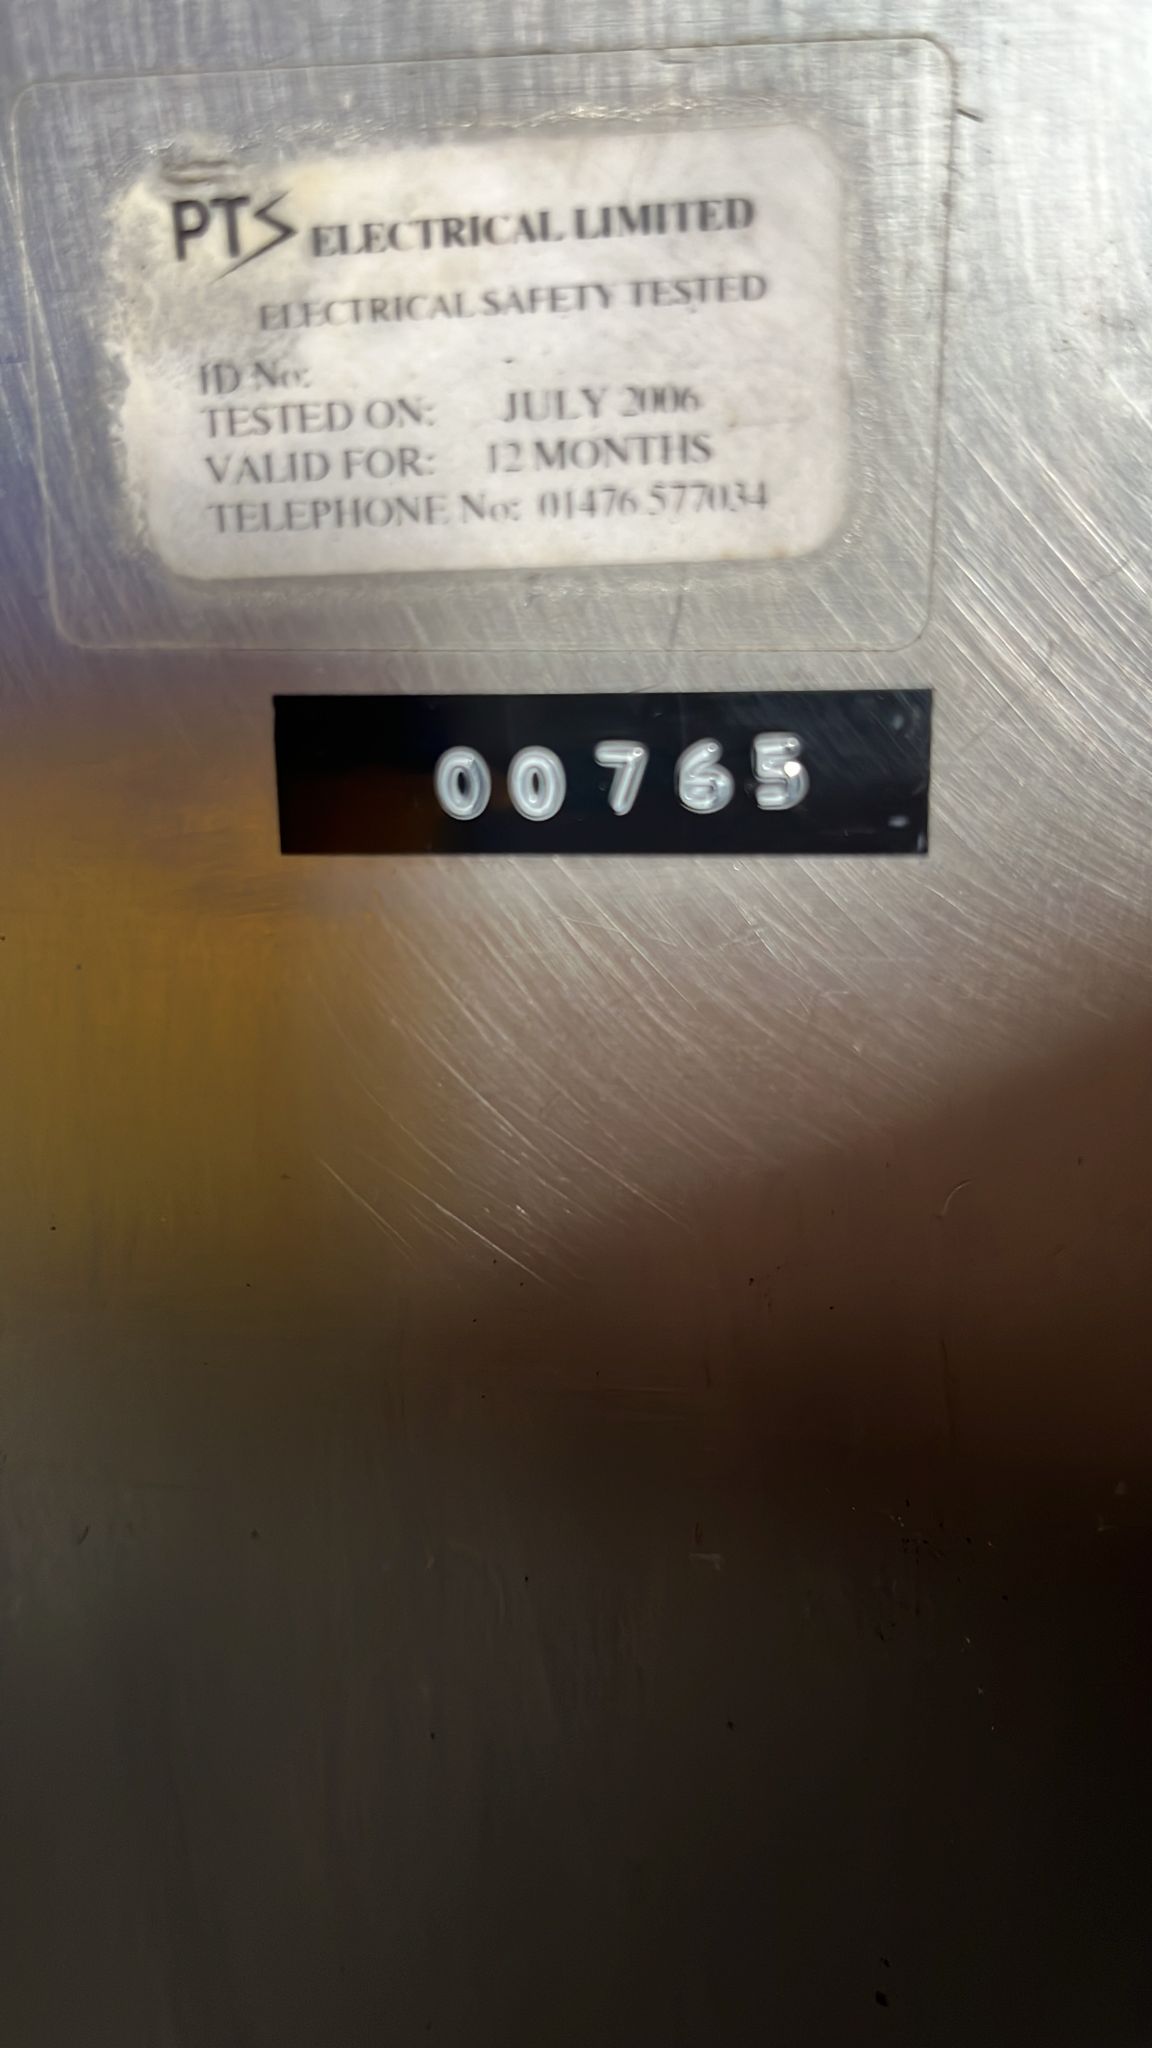 PTS ELECTRICAL LIMITED
ELECTRICAL SAFETY TESTED
ID No:
TESTED ON: JULY 2006
VALID FOR: 12 MONTHS
TELEPHONE No: 01476 577034
00765